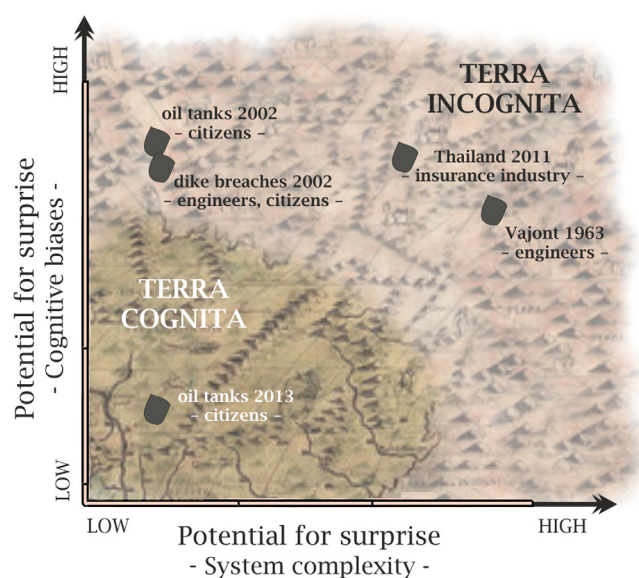 HIGH
TERRA
INCOGNITA
oil tanks 2002
– citizens –
dike breaches 2002
– engineers, citizens –
Thailand 2011
– insurance industry –
Vajont 1963
– engineers –
Potential for surprise
- Cognitive biases -
TERRA
COGNITA
oil tanks 2013
– citizens –
LOW
LOW
HIGH
Potential for surprise
- System complexity -